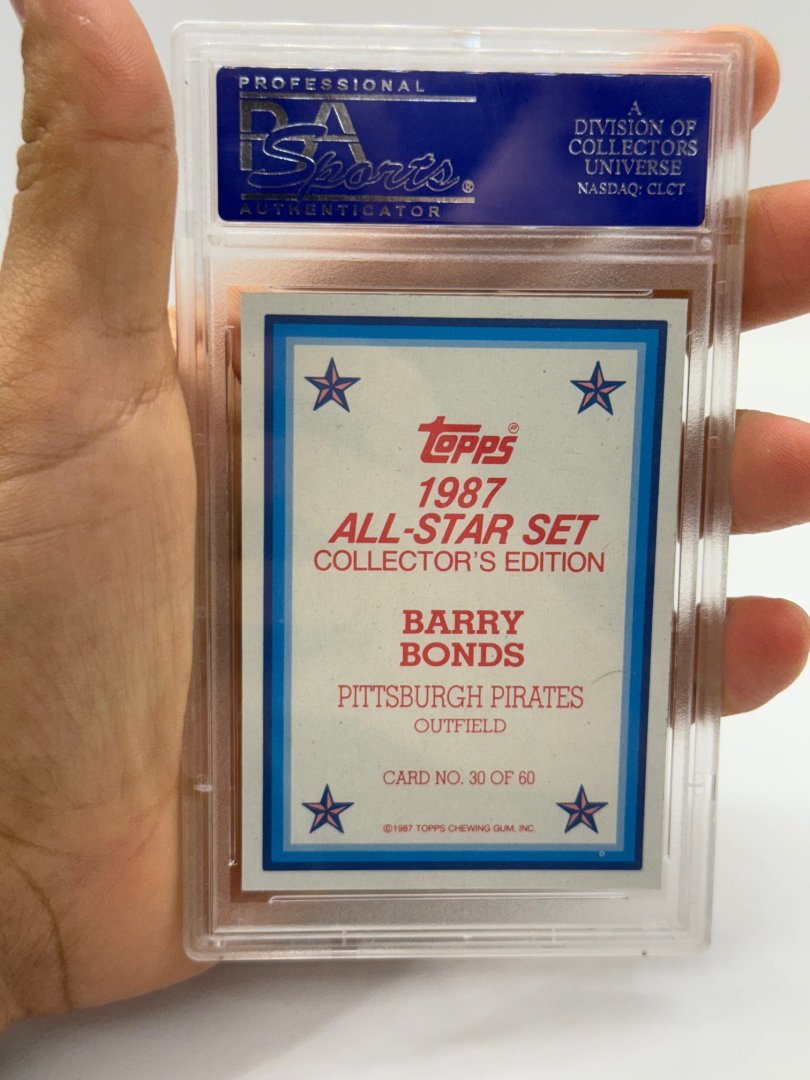 PROFESSIONAL
PSA
Sports®
AUTHENTICATOR
A
DIVISION OF
COLLECTORS
UNIVERSE
NASDAQ: CLCT
Topps®
1987
ALL-STAR SET
COLLECTOR'S EDITION
BARRY
BONDS
PITTSBURGH PIRATES
OUTFIELD
CARD NO. 30 OF 60
©1987 TOPPS CHEWING GUM, INC